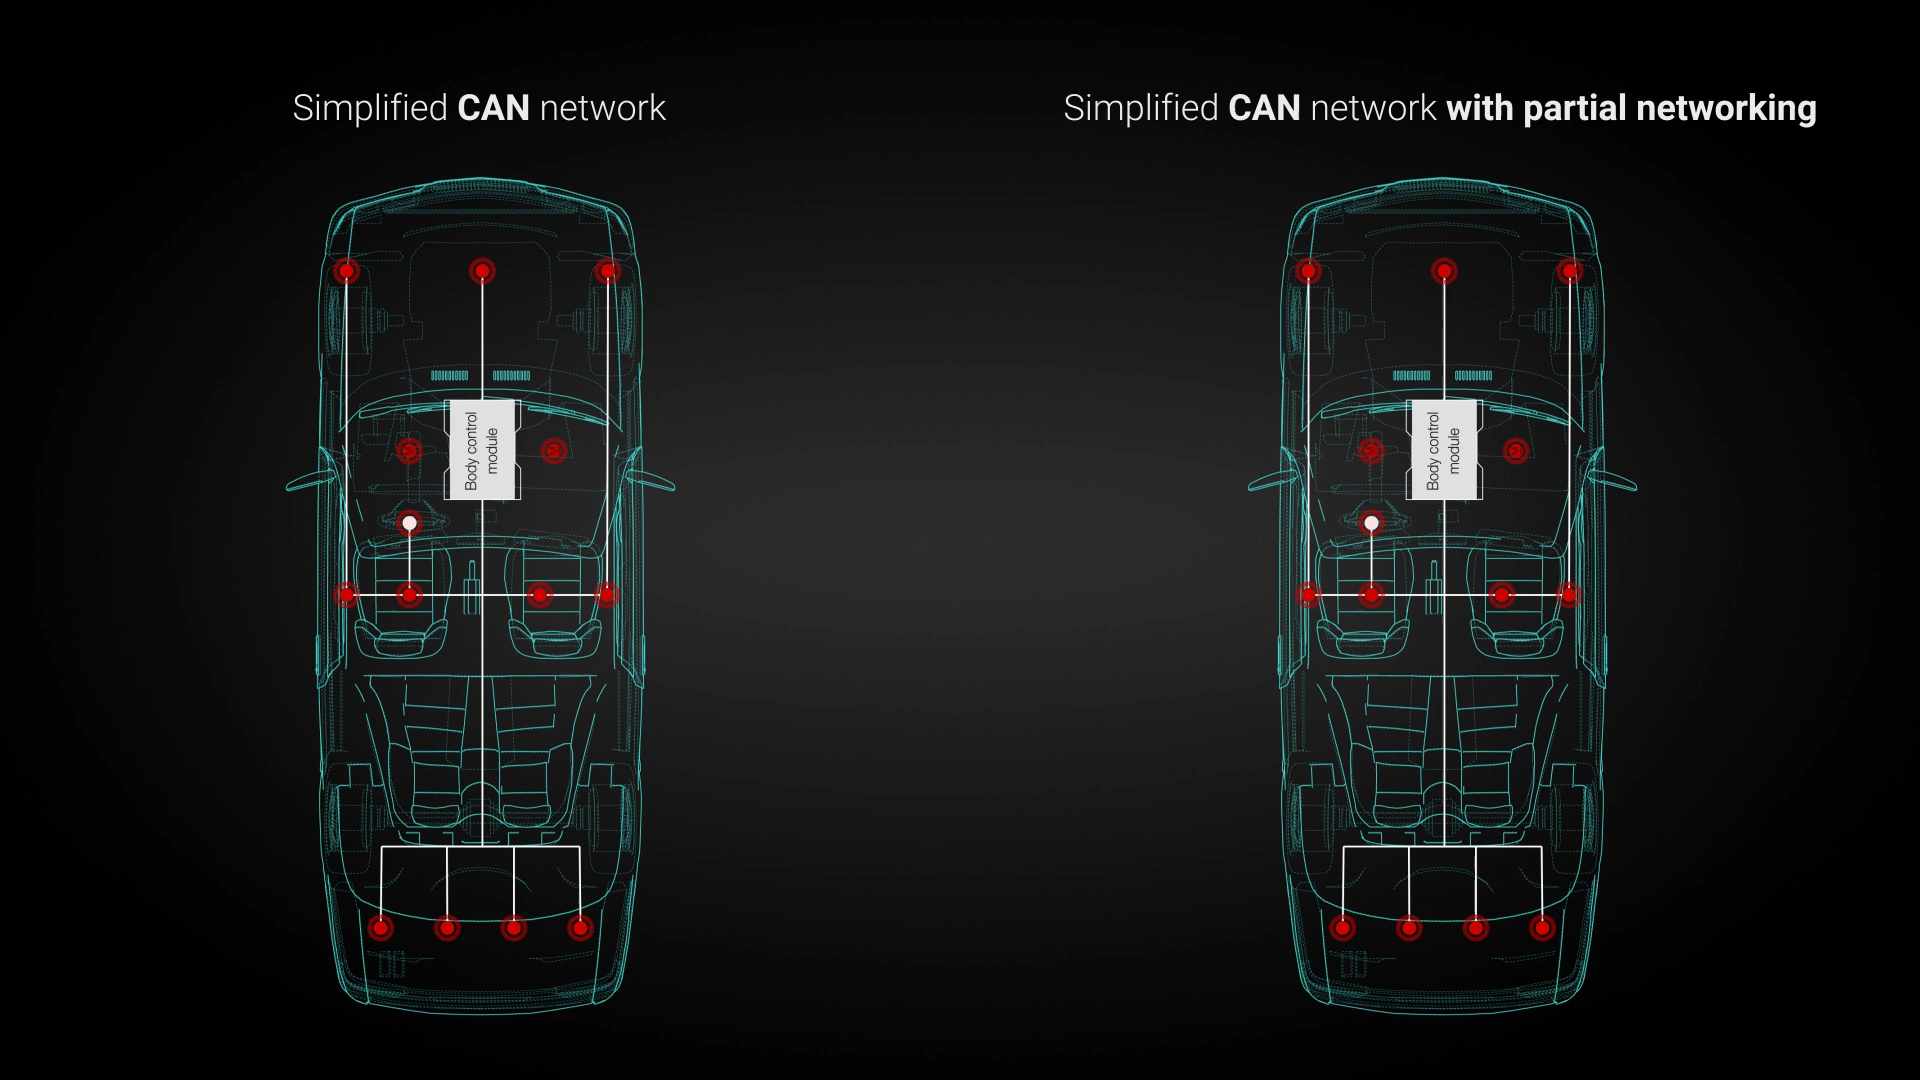 Simplified CAN network
Simplified CAN network with partial networking
Body control
module
Body control
module